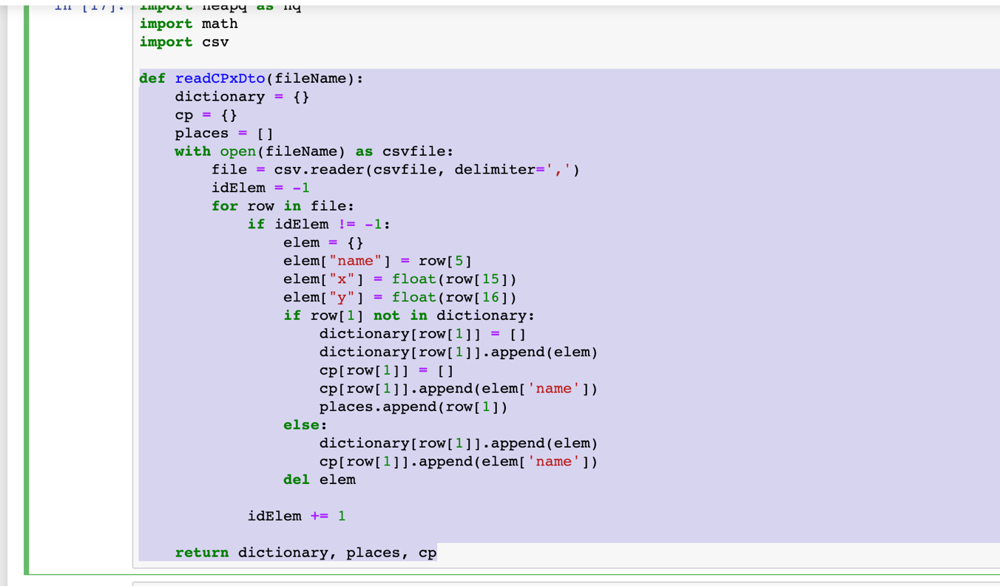 In [17]:
import heapq as hq
import math
import csv
def readCPxDto(fileName):
    dictionary = {}
    cp = {}
    places = []
    with open(fileName) as csvfile:
        file = csv.reader(csvfile, delimiter=',')
        idElem = -1
        for row in file:
            if idElem != -1:
                elem = {}
                elem["name"] = row[5]
                elem["x"] = float(row[15])
                elem["y"] = float(row[16])
                if row[1] not in dictionary:
                    dictionary[row[1]] = []
                    dictionary[row[1]].append(elem)
                    cp[row[1]] = []
                    cp[row[1]].append(elem['name'])
                    places.append(row[1])
                else:
                    dictionary[row[1]].append(elem)
                    cp[row[1]].append(elem['name'])
                del elem
            idElem += 1
    return dictionary, places, cp